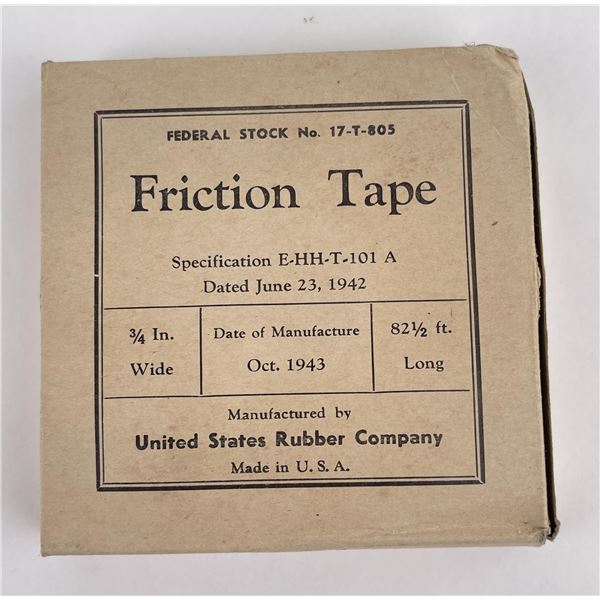 FEDERAL STOCK No. 17-T-805
Friction Tape
Specification E-HH-T-101 A
Dated June 23, 1942
¾ In.
Wide
Date of Manufacture
Oct. 1943
82½ ft.
Long
Manufactured by
United States Rubber Company
Made in U. S. A.